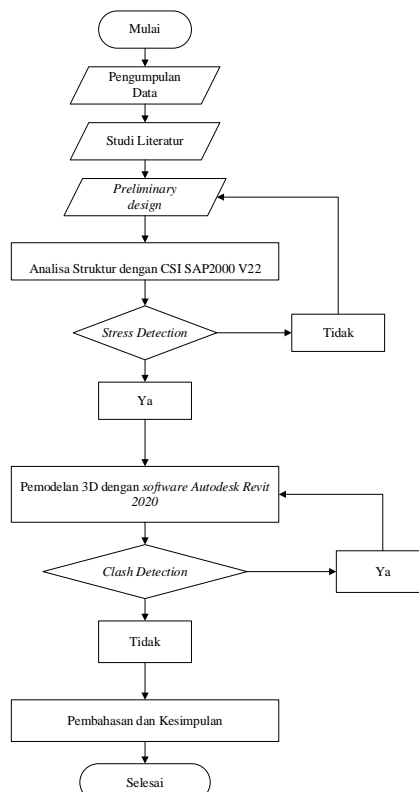 Mulai
Pengumpulan
Data
Studi Literatur
Preliminary
design
Analisa Struktur dengan CSI SAP2000 V22
Stress Detection
Tidak
Ya
Pemodelan 3D dengan software Autodesk Revit
2020
Clash Detection
Ya
Tidak
Pembahasan dan Kesimpulan
Selesai